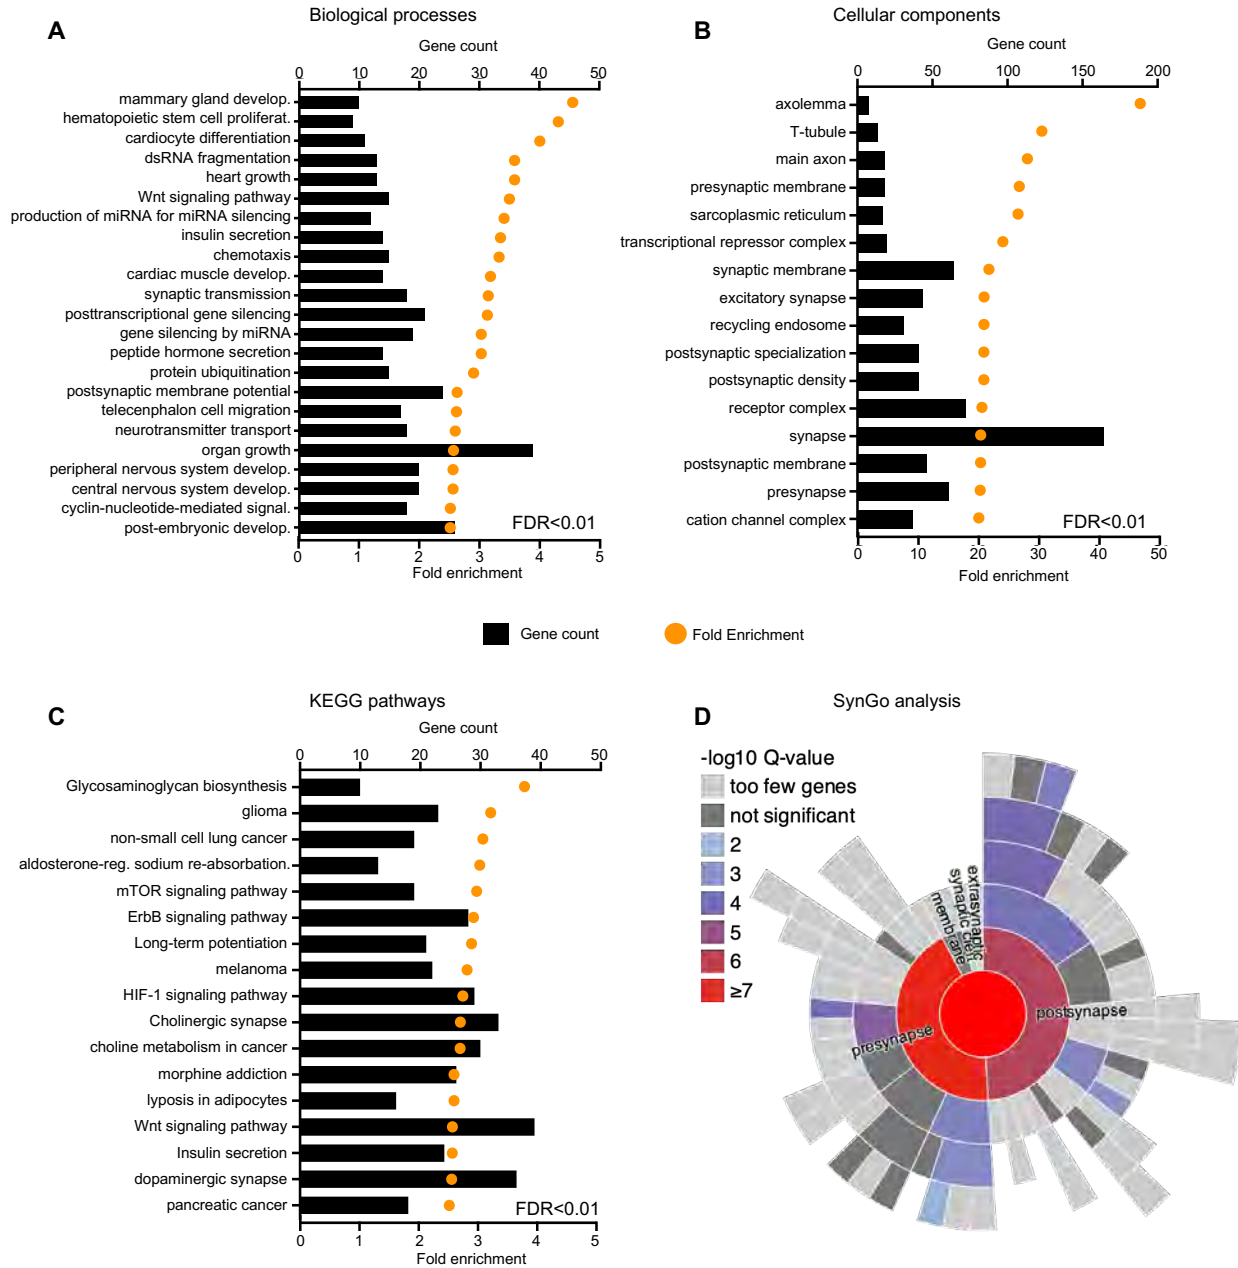 A
Biological processes
Gene count
0 10 20 30 40 50
mammary gland develop.
hematopoietic stem cell proliferat.
cardiocyte differentiation
dsRNA fragmentation
heart growth
Wnt signaling pathway
production of miRNA for miRNA silencing
insulin secretion
chemotaxis
cardiac muscle develop.
synaptic transmission
posttranscriptional gene silencing
gene silencing by miRNA
peptide hormone secretion
protein ubiquitination
postsynaptic membrane potential
telecenphalon cell migration
neurotransmitter transport
organ growth
peripheral nervous system develop.
central nervous system develop.
cyclin-nucleotide-mediated signal.
post-embryonic develop.
FDR<0.01
0 1 2 3 4 5
Fold enrichment
B
Cellular components
Gene count
0 50 100 150 200
axolemma
T-tubule
main axon
presynaptic membrane
sarcoplasmic reticulum
transcriptional repressor complex
synaptic membrane
excitatory synapse
recycling endosome
postsynaptic specialization
postsynaptic density
receptor complex
synapse
postsynaptic membrane
presynapse
cation channel complex
FDR<0.01
0 10 20 30 40 50
Fold enrichment
Gene count
Fold Enrichment
C
KEGG pathways
Gene count
0 10 20 30 40 50
Glycosaminoglycan biosynthesis
glioma
non-small cell lung cancer
aldosterone-reg. sodium re-absorbation.
mTOR signaling pathway
ErbB signaling pathway
Long-term potentiation
melanoma
HIF-1 signaling pathway
Cholinergic synapse
choline metabolism in cancer
morphine addiction
lyposis in adipocytes
Wnt signaling pathway
Insulin secretion
dopaminergic synapse
pancreatic cancer
FDR<0.01
0 1 2 3 4 5
Fold enrichment
D
SynGo analysis
-log10 Q-value
too few genes
not significant
2
3
4
5
6
≥7
extrasynaptic
synaptic cleft
membrane
postsynapse
presynapse